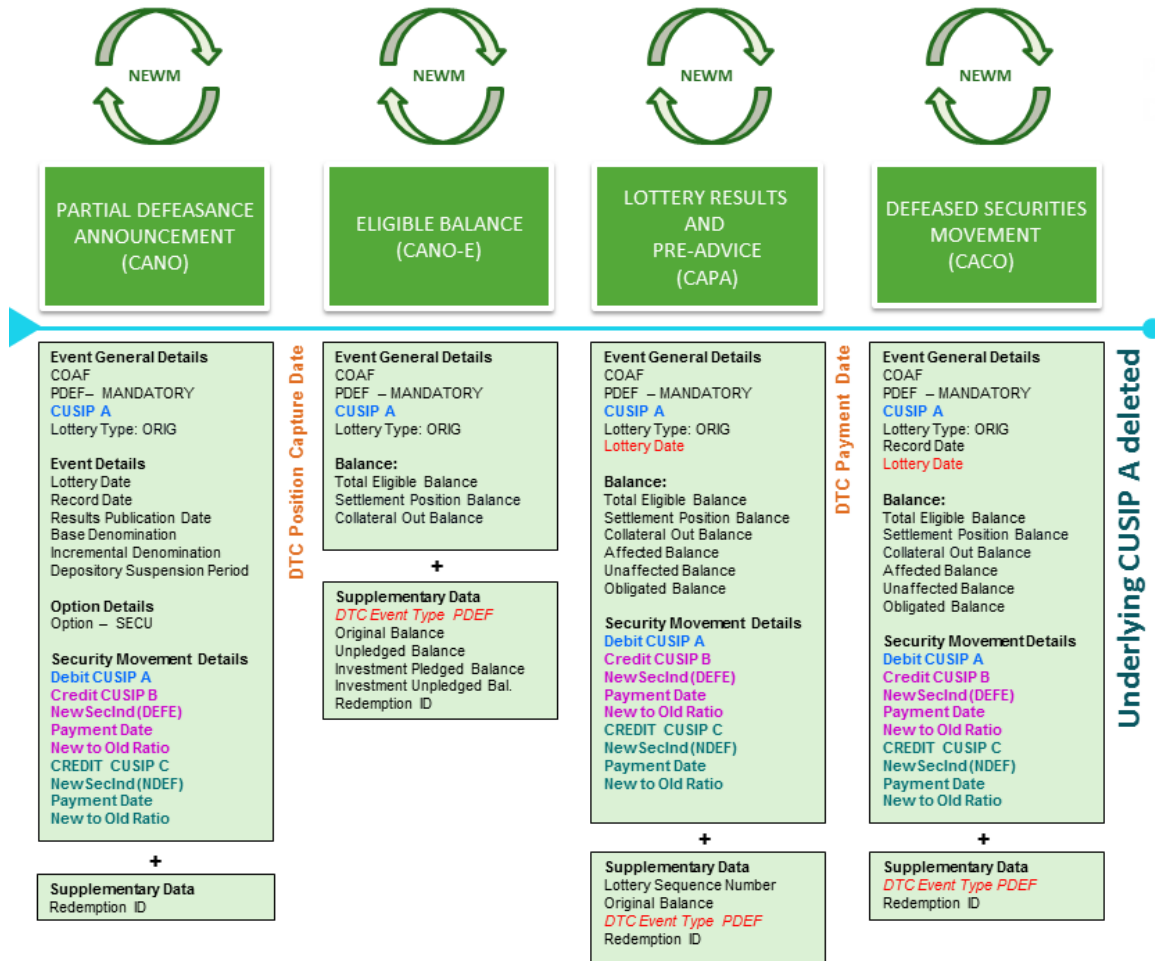 NEWM
NEWM
NEWM
NEWM
PARTIAL DEFEASANCE
ANNOUNCEMENT
(CANO)
ELIGIBLE BALANCE
(CANO-E)
LOTTERY RESULTS
AND
PRE-ADVICE
(CAPA)
DEFEASED SECURITIES
MOVEMENT
(CACO)
Event General Details
COAF
PDEF– MANDATORY
CUSIP A
Lottery Type: ORIG
Event Details
Lottery Date
Record Date
Results Publication Date
Base Denomination
Incremental Denomination
Depository Suspension Period
Option Details
Option – SECU
Security Movement Details
Debit CUSIP A
Credit CUSIP B
NewSecInd (DEFE)
Payment Date
New to Old Ratio
CREDIT CUSIP C
NewSecInd (NDEF)
Payment Date
New to Old Ratio
+
Supplementary Data
Redemption ID
DTC Position Capture Date
Event General Details
COAF
PDEF – MANDATORY
CUSIP A
Lottery Type: ORIG
Balance:
Total Eligible Balance
Settlement Position Balance
Collateral Out Balance
+
Supplementary Data
DTC Event Type PDEF
Original Balance
Unpledged Balance
Investment Pledged Balance
Investment Unpledged Bal.
Redemption ID
Event General Details
COAF
PDEF – MANDATORY
CUSIP A
Lottery Type: ORIG
Lottery Date
Balance:
Total Eligible Balance
Settlement Position Balance
Collateral Out Balance
Affected Balance
Unaffected Balance
Obligated Balance
Security Movement Details
Debit CUSIP A
Credit CUSIP B
NewSecInd (DEFE)
Payment Date
New to Old Ratio
CREDIT CUSIP C
NewSecInd (NDEF)
Payment Date
New to Old Ratio
+
Supplementary Data
Lottery Sequence Number
Original Balance
DTC Event Type PDEF
Redemption ID
DTC Payment Date
Event General Details
COAF
PDEF – MANDATORY
CUSIP A
Lottery Type: ORIG
Record Date
Lottery Date
Balance:
Total Eligible Balance
Settlement Position Balance
Collateral Out Balance
Affected Balance
Unaffected Balance
Obligated Balance
Security Movement Details
Debit CUSIP A
Credit CUSIP B
NewSecInd (DEFE)
Payment Date
New to Old Ratio
CREDIT CUSIP C
NewSecInd (NDEF)
Payment Date
New to Old Ratio
+
Supplementary Data
DTC Event Type PDEF
Redemption ID
Underlying CUSIP A deleted